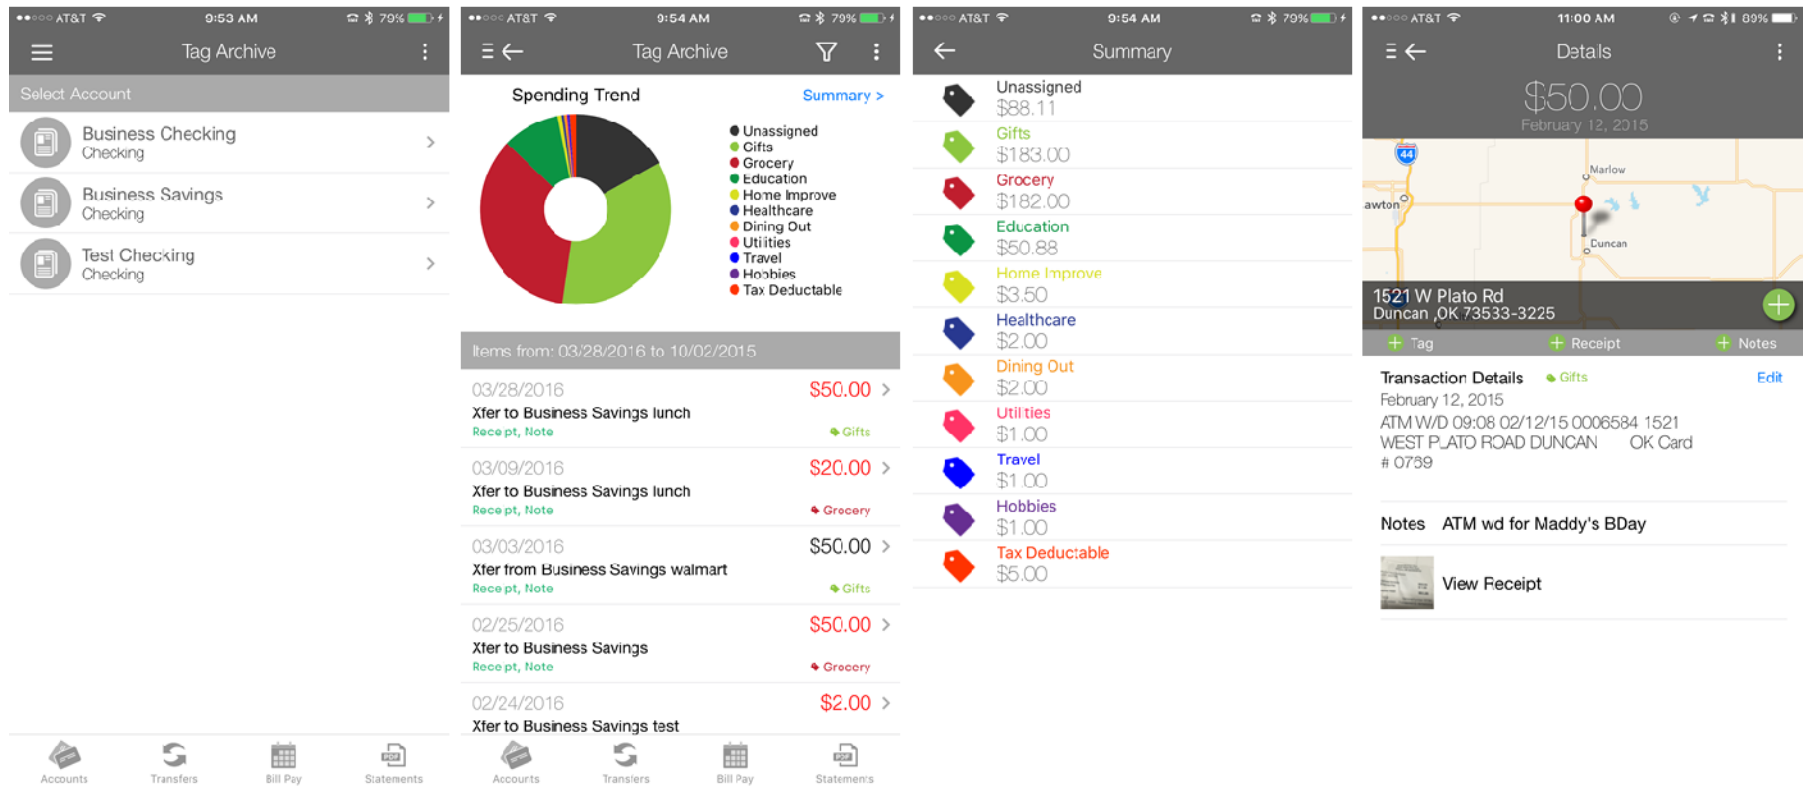 AT&T 9:53 AM 79%
Tag Archive
Select Account
Business Checking
Checking
Business Savings
Checking
Test Checking
Checking
Accounts Transfers Bill Pay Statements
AT&T 9:54 AM 79%
Tag Archive
Spending Trend Summary >
Unassigned
Gifts
Grocery
Education
Home Improve
Healthcare
Dining Out
Utilities
Travel
Hobbies
Tax Deductable
Items from: 03/28/2016 to 10/02/2015
03/28/2016 $50.00
Xfer to Business Savings lunch
Receipt, Note Gifts
03/09/2016 $20.00
Xfer to Business Savings lunch
Receipt, Note Grocery
03/03/2016 $50.00
Xfer from Business Savings walmart
Receipt, Note Gifts
02/25/2016 $50.00
Xfer to Business Savings
Receipt, Note Grocery
02/24/2016 $2.00
Xfer to Business Savings test
Accounts Transfers Bill Pay Statements
AT&T 9:54 AM 79%
Summary
Unassigned
$88.11
Gifts
$183.00
Grocery
$182.00
Education
$50.88
Home Improve
$3.50
Healthcare
$2.00
Dining Out
$2.00
Utilities
$1.00
Travel
$1.00
Hobbies
$1.00
Tax Deductable
$5.00
AT&T 11:00 AM 89%
Details
$50.00
February 12, 2015
44
Marlow
awton
Duncan
1521 W Plato Rd
Duncan ,OK 73533-3225
Tag Receipt Notes
Transaction Details Gifts Edit
February 12, 2015
ATM W/D 09:08 02/12/15 0006584 1521
WEST PLATO ROAD DUNCAN OK Card
# 0769
Notes ATM wd for Maddy's BDay
View Receipt